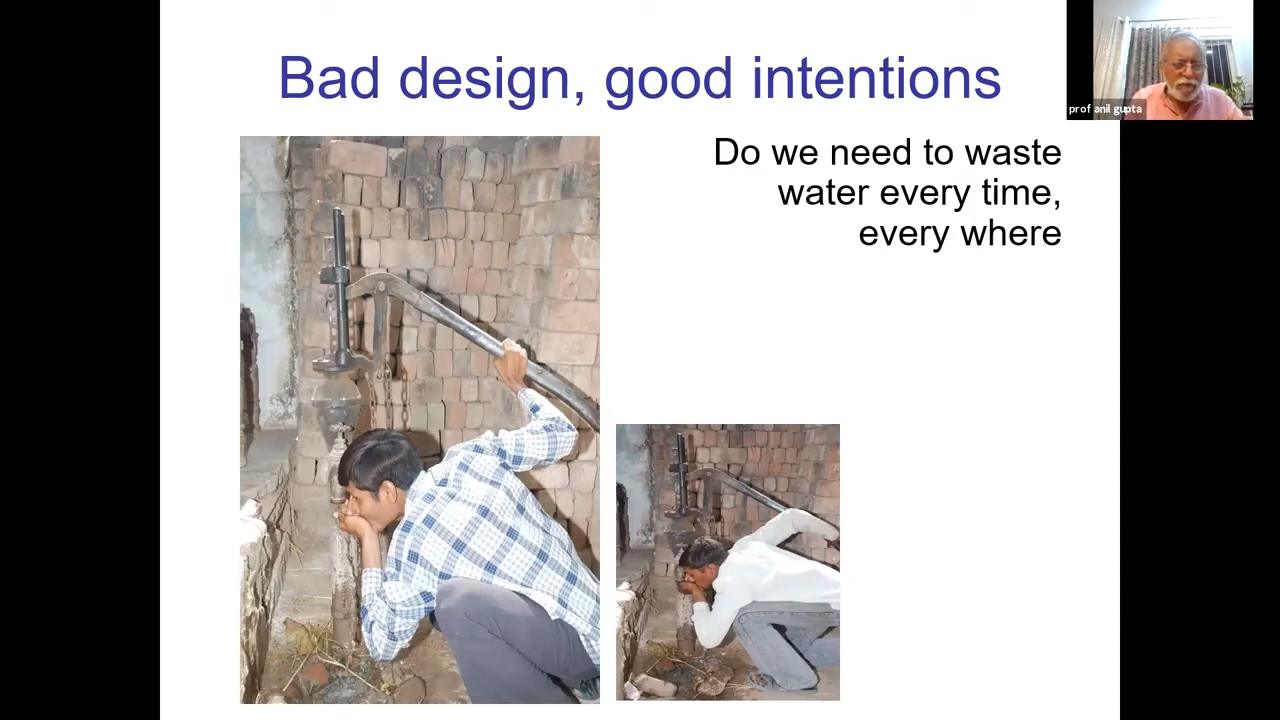 Bad design, good intentions
prof anil gupta
Do we need to waste
water every time,
every where